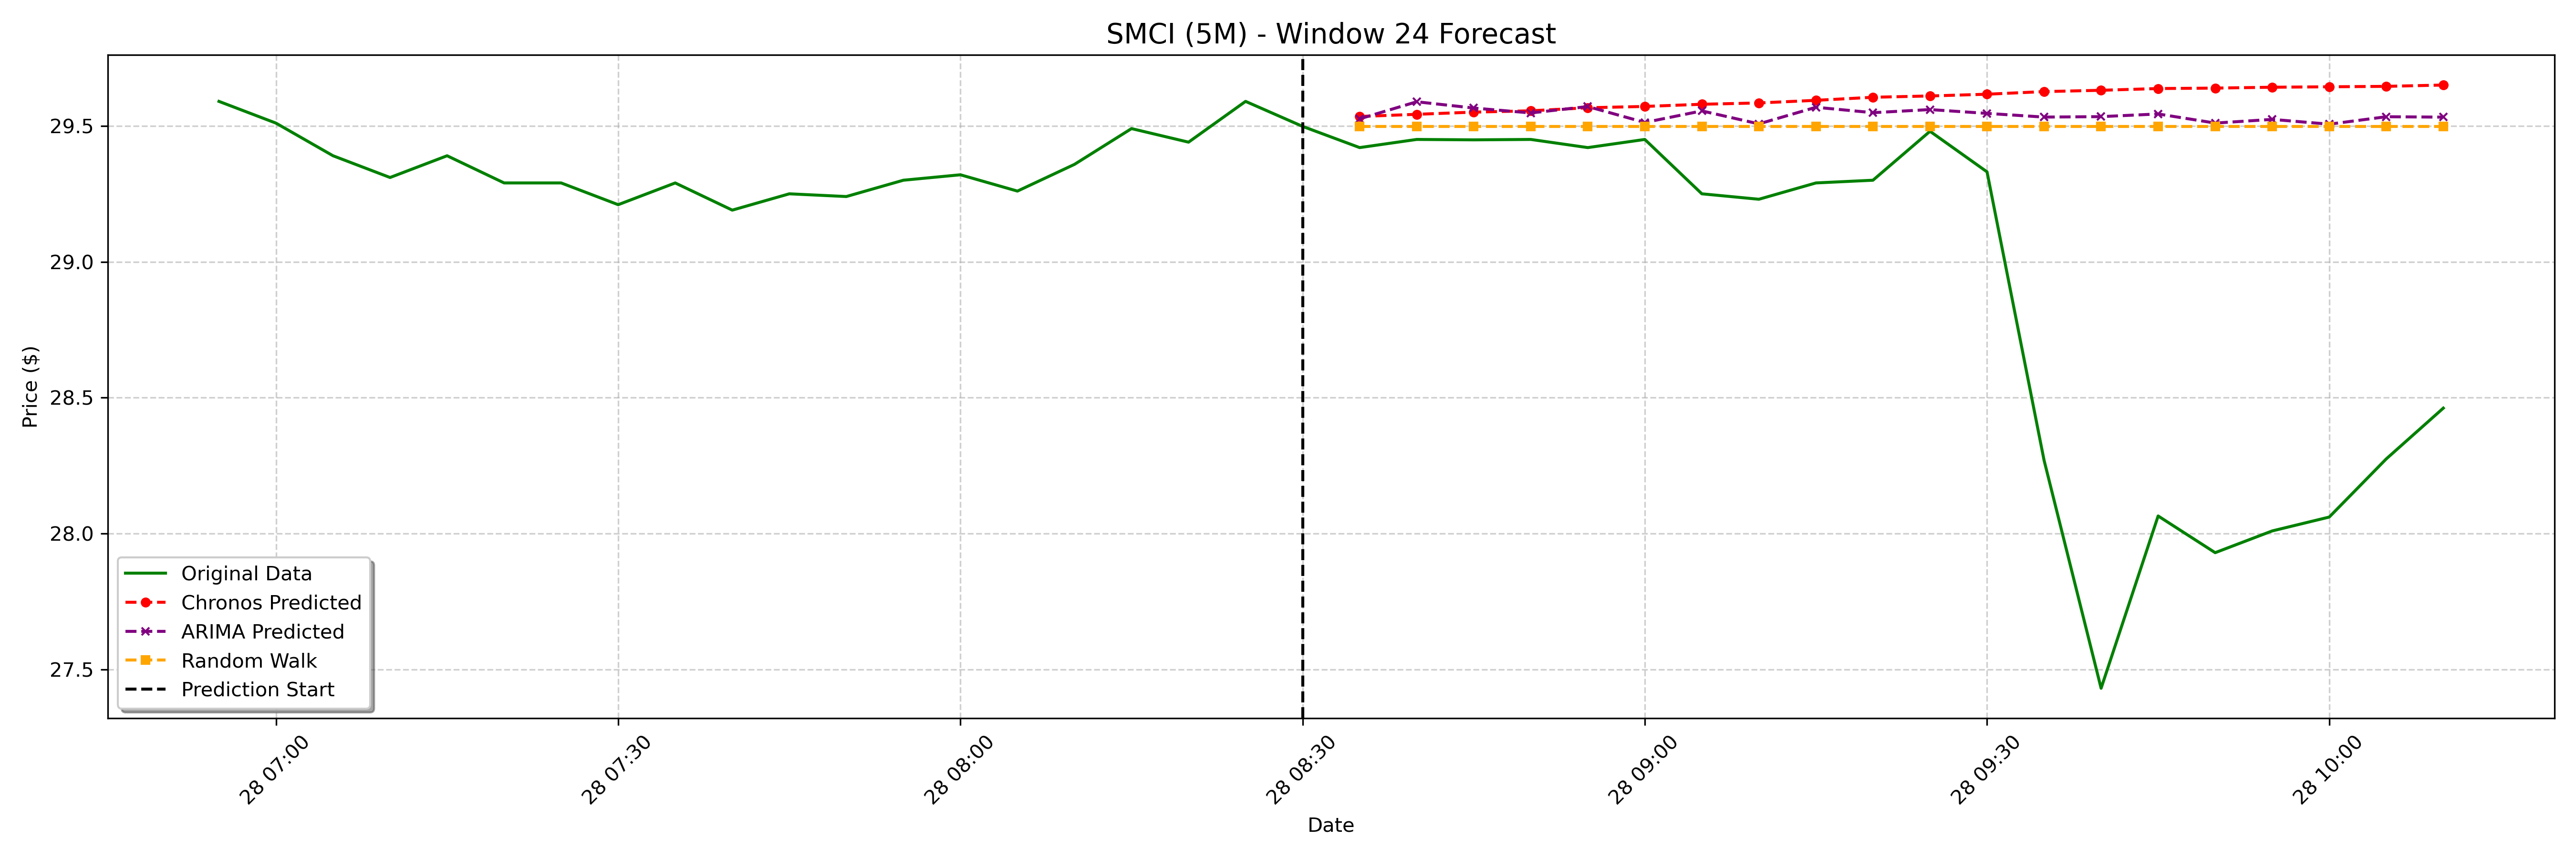 SMCI (5M) - Window 24 Forecast
Price ($)
29.5
29.0
28.5
28.0
27.5
Original Data
Chronos Predicted
ARIMA Predicted
Random Walk
Prediction Start
28 07:00
28 07:30
28 08:00
28 08:30
28 09:00
28 09:30
28 10:00
Date